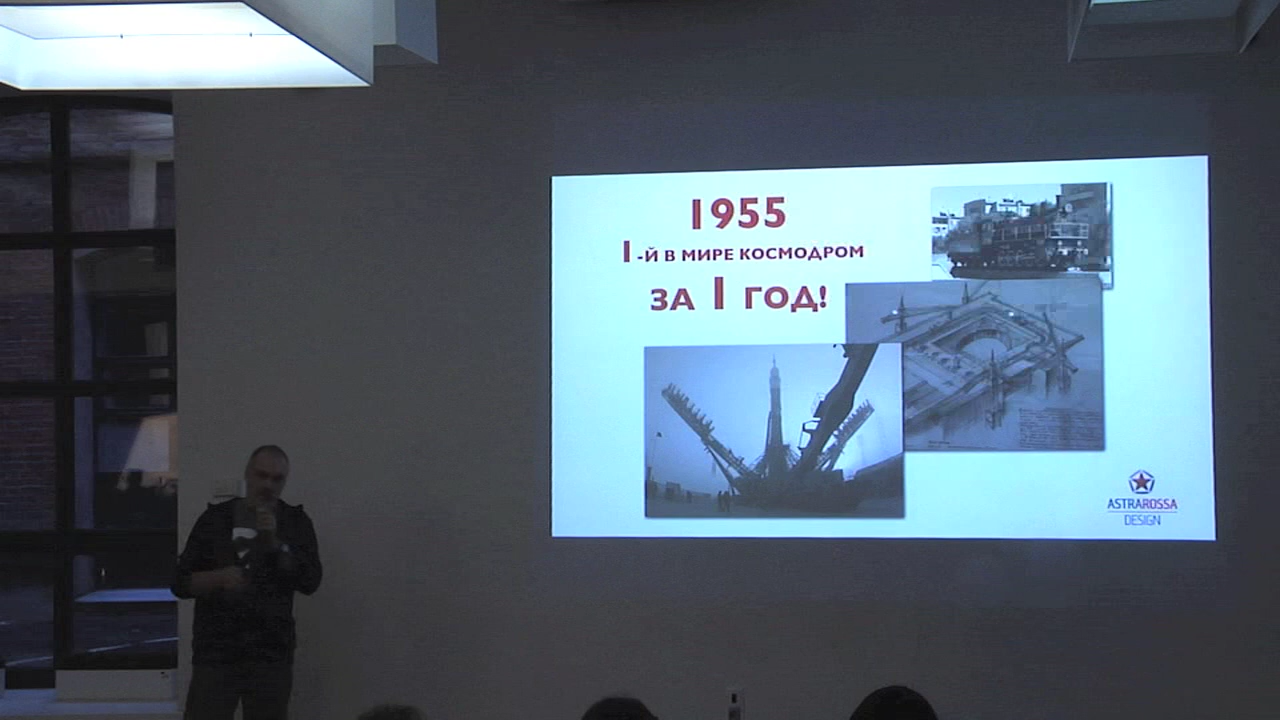 1955
1-Й В МИРЕ КОСМОДРОМ
ЗА 1 ГОД!
ASTRAROSSA
DESIGN